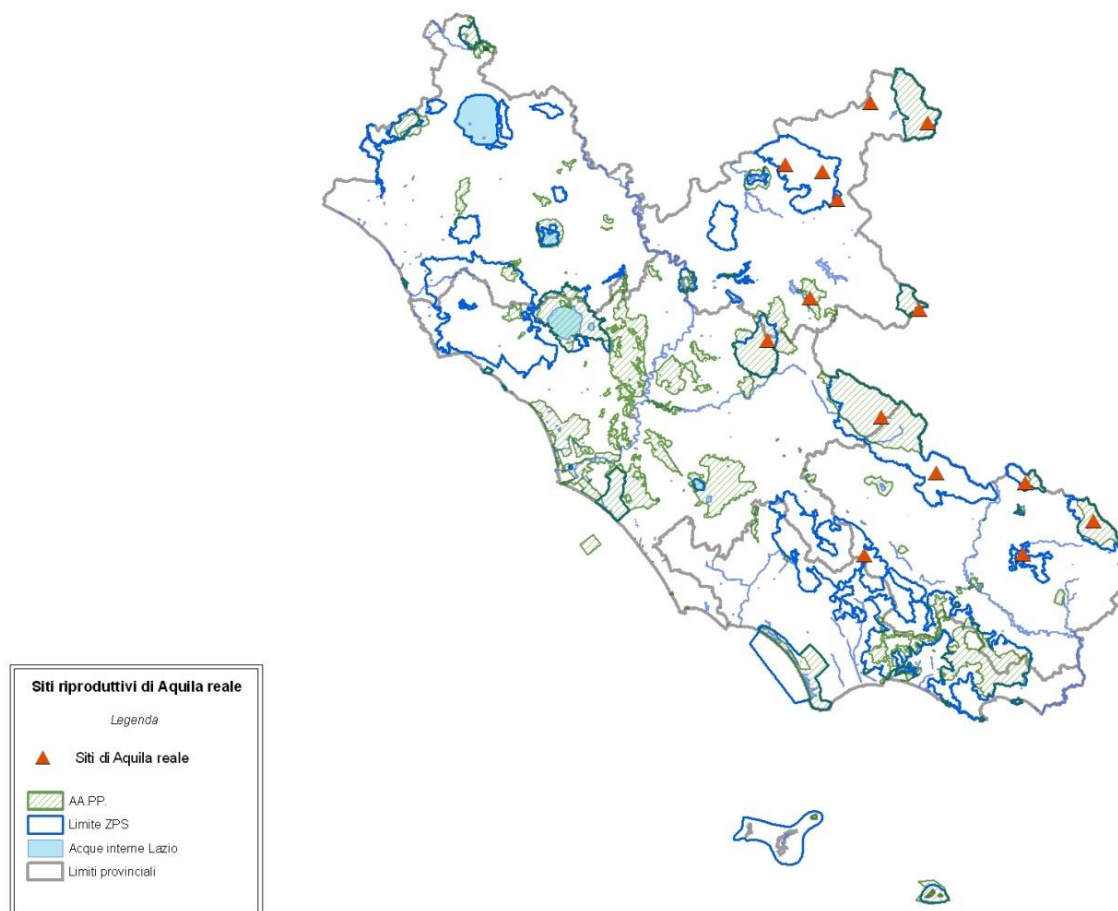 Siti riproduttivi di Aquila reale
Legenda
Siti di Aquila reale
AA.PP.
Limite ZPS
Acque interne Lazio
Limiti provinciali